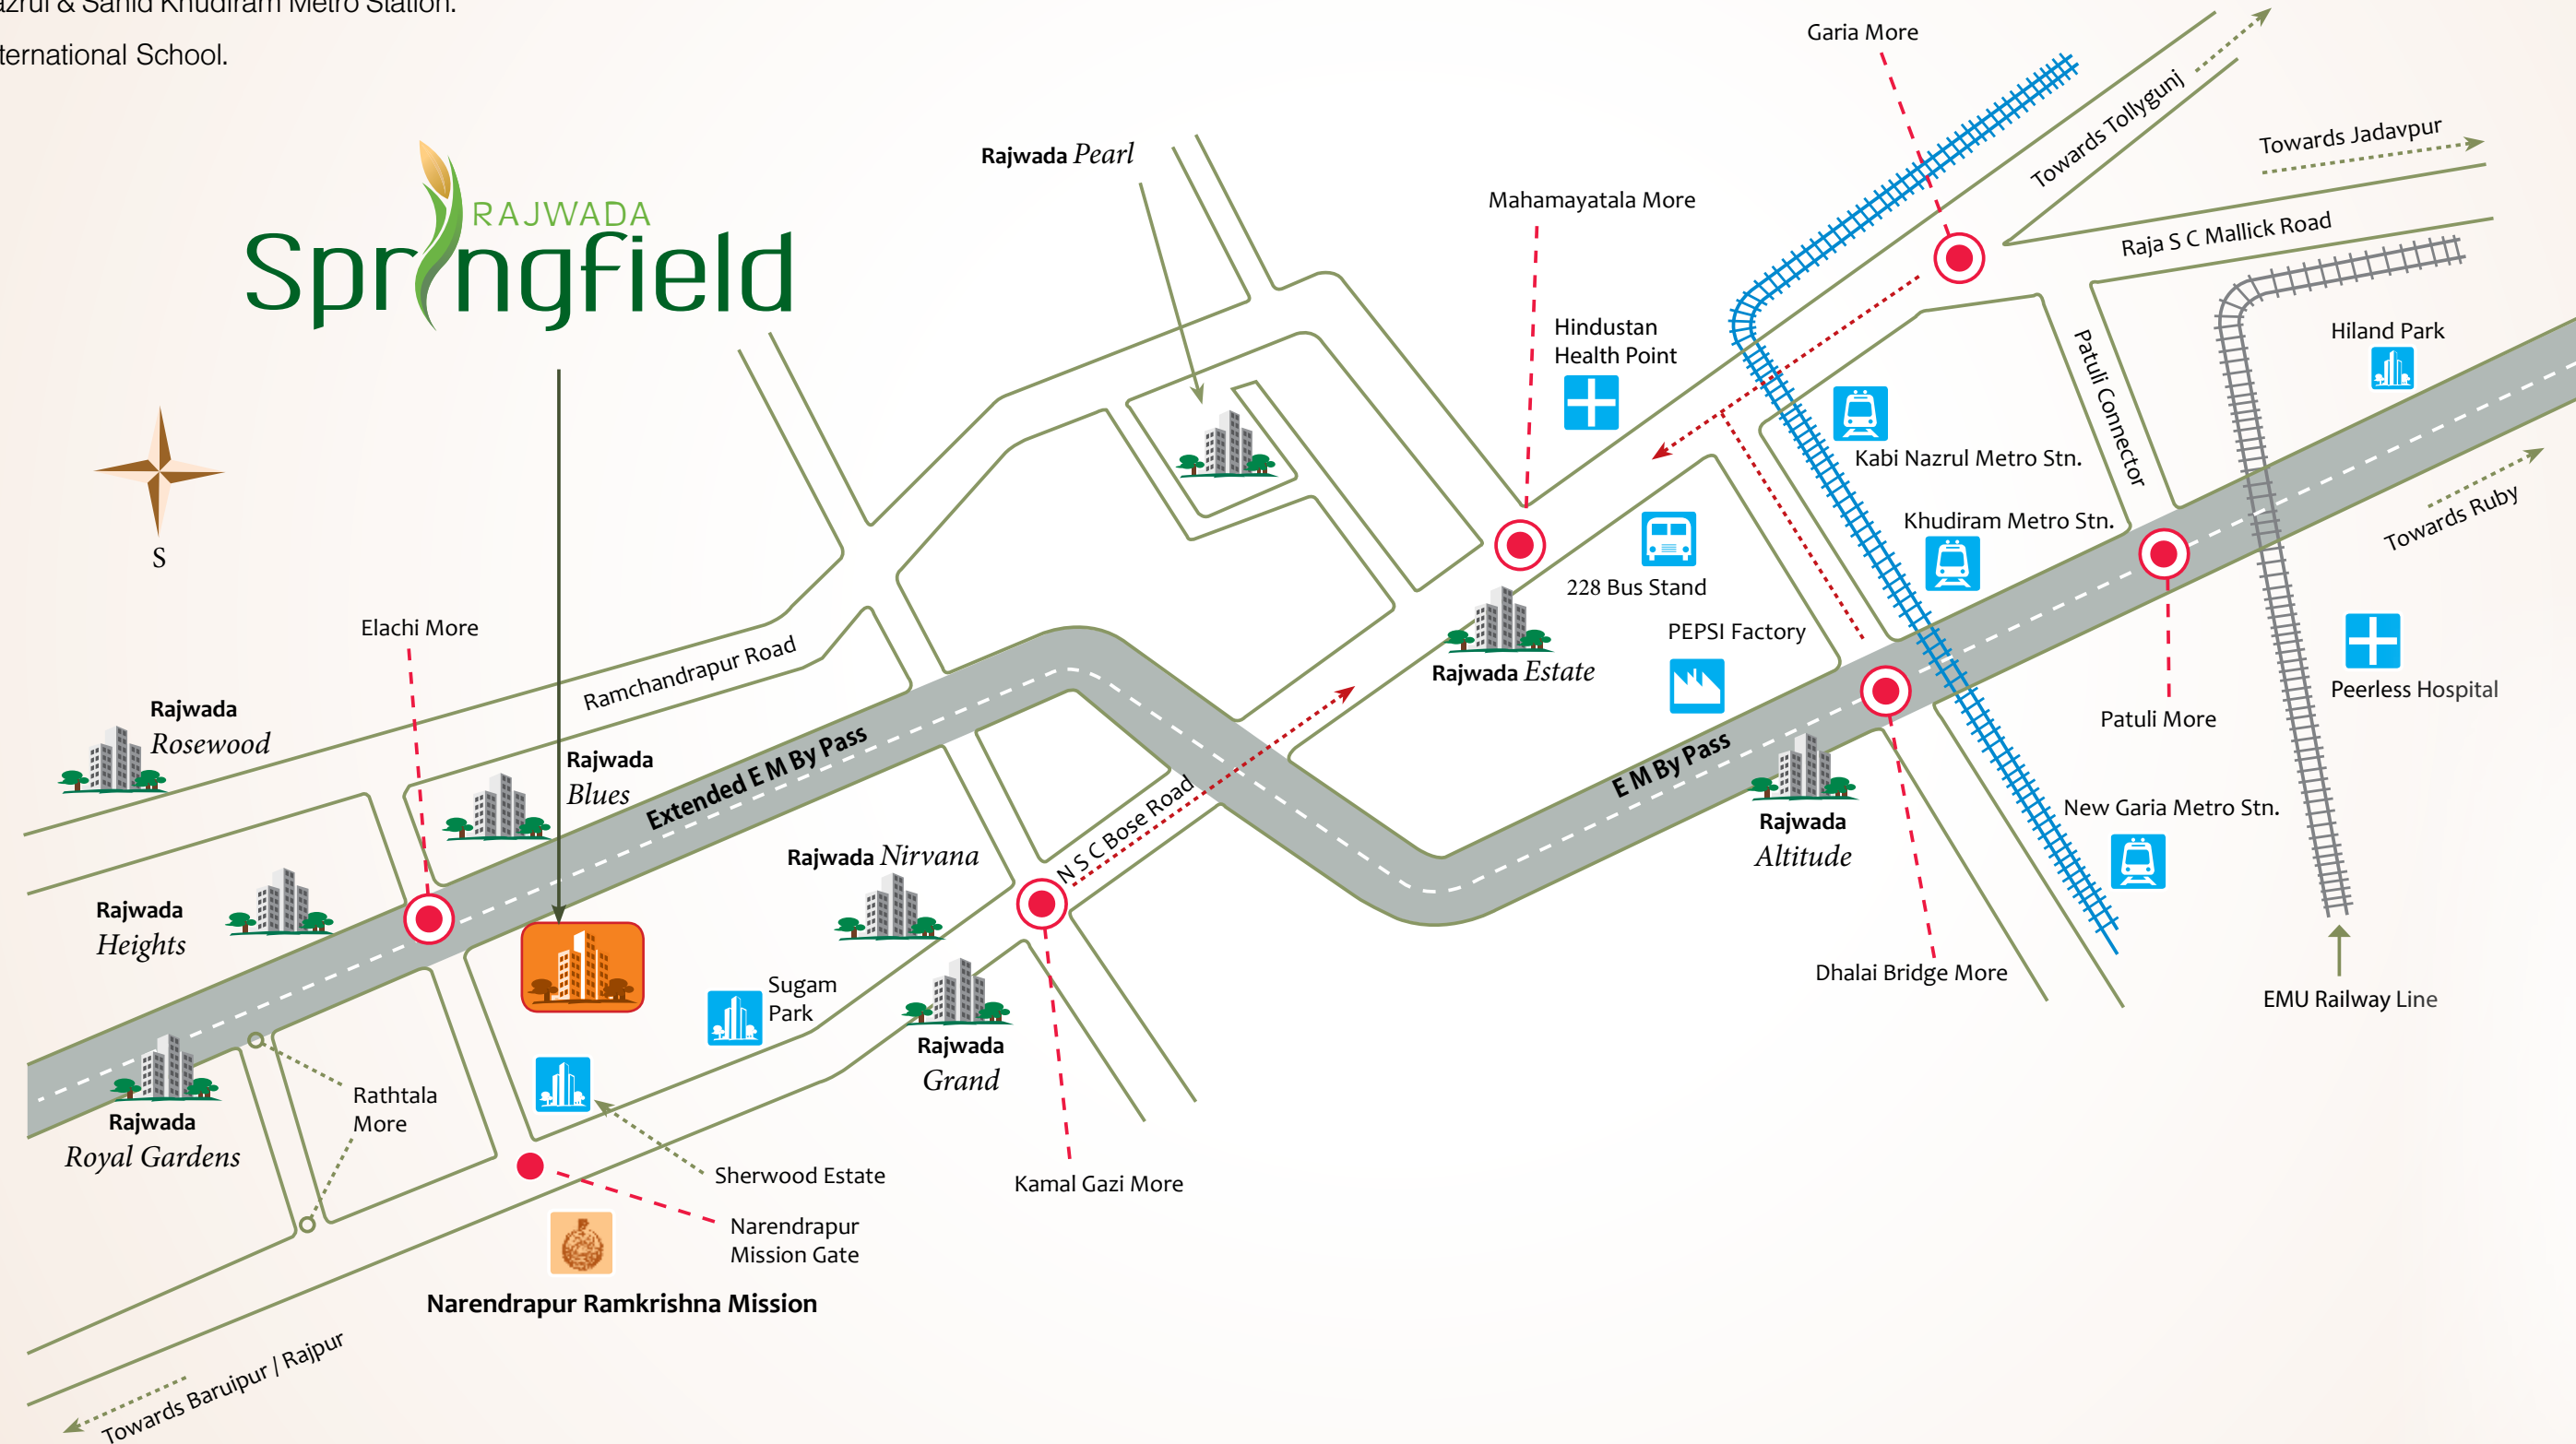 azrul & Sahid Khudiram Metro Station.
ternational School.
RAJWADA
Springfield
S
Garia More
Towards Tollygunj
Towards Jadavpur
Raja S C Mallick Road
Rajwada Pearl
Mahamayatala More
Hindustan
Health Point
Patuli Connector
Hiland Park
Kabi Nazrul Metro Stn.
Khudiram Metro Stn.
Towards Ruby
228 Bus Stand
PEPSI Factory
Rajwada Estate
Elachi More
Ramchandrapur Road
Rajwada
Rosewood
Rajwada
Blues
Extended E M By Pass
E M By Pass
Peerless Hospital
Patuli More
N S C Bose Road
Rajwada
Altitude
New Garia Metro Stn.
Rajwada Nirvana
Rajwada
Heights
Dhalai Bridge More
EMU Railway Line
Sugam
Park
Rajwada
Grand
Rathtala
More
Rajwada
Royal Gardens
Sherwood Estate
Kamal Gazi More
Narendrapur
Mission Gate
Narendrapur Ramkrishna Mission
Towards Baruipur / Rajpur